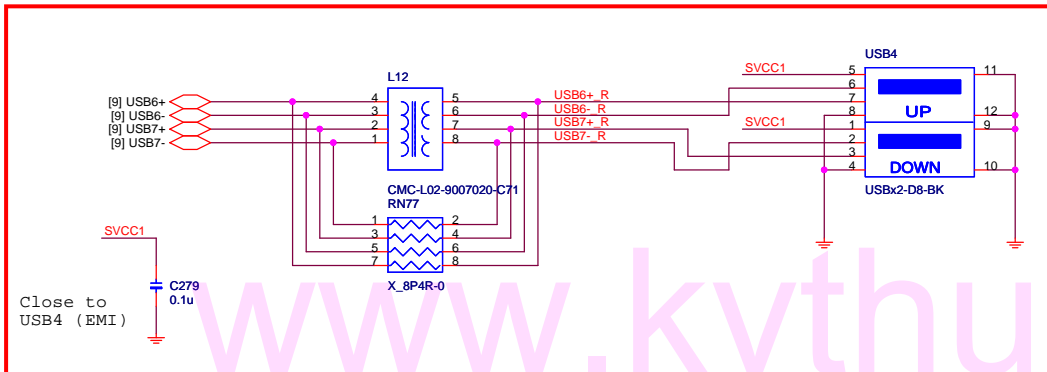 USB4
L12
SVCC1 5 11
[9] USB6+ 4 5 USB6+_R 6
[9] USB6- 3 6 USB6-_R 7 UP 12
[9] USB7+ 2 7 USB7+_R 8
[9] USB7- 1 8 USB7-_R SVCC1 1 9
2
3
4 DOWN 10
CMC-L02-9007020-C71
USBx2-D8-BK
RN77
1 2
3 4
5 6
7 8
X_8P4R-0
SVCC1
C279
0.1u
Close to
USB4 (EMI)
www.kvthu